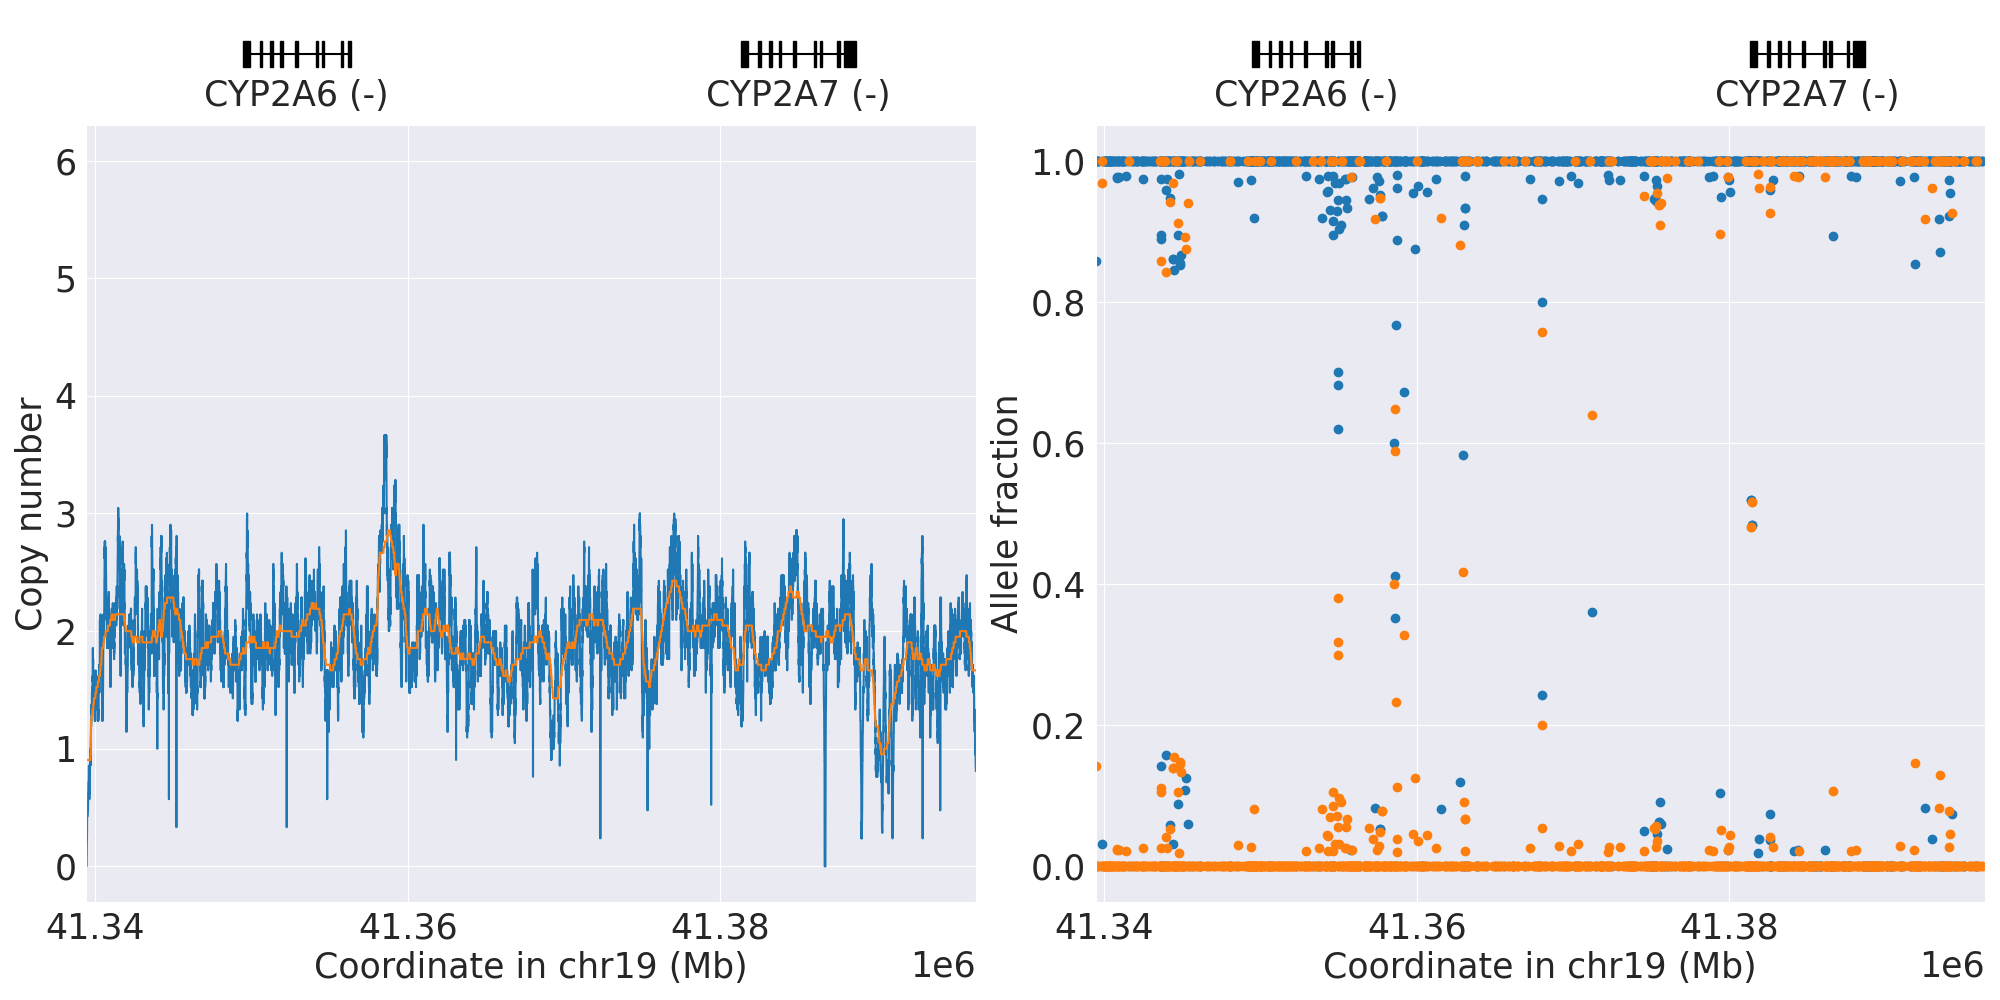 CYP2A6 (-)
CYP2A7 (-)
6
5
4
3
2
1
0
Copy number
41.34
41.36
41.38
Coordinate in chr19 (Mb)
1e6
CYP2A6 (-)
CYP2A7 (-)
1.0
0.8
0.6
0.4
0.2
0.0
Allele fraction
41.34
41.36
41.38
Coordinate in chr19 (Mb)
1e6